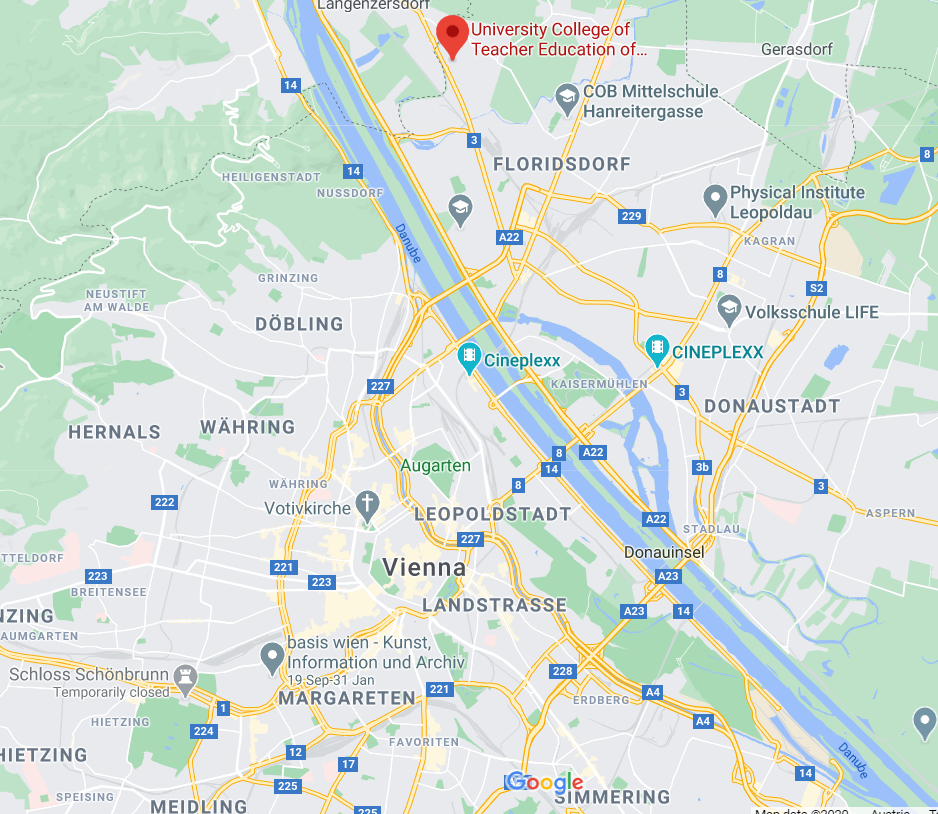 Langenzersdorf
University College of
Teacher Education of...
Gerasdorf
14
COB Mittelschule
Hanreitergasse
3
8
FLORIDSDORF
14
HEILIGENSTADT
NUSSDORF
Physical Institute
Leopoldau
229
Danube
A22
KAGRAN
8
GRINZING
S2
NEUSTIFT
AM WALDE
Volksschule LIFE
DÖBLING
Cineplexx
CINEPLEXX
227
KAISERMÜHLEN
3
DONAUSTADT
WÄHRING
HERNALS
8
A22
Augarten
14
3b
WÄHRING
8
3
222
Votivkirche
LEOPOLDSTADT
A22
ASPERN
STADLAU
227
Donauinsel
TTELDORF
221
Vienna
223
223
A23
BREITENSEE
LANDSTRASSE
A23
14
NZING
AUMGARTEN
basis wien - Kunst,
Information und Archiv
19 Sep-31 Jan
Schloss Schönbrunn
Temporarily closed
228
221
A4
MARGARETEN
ERDBERG
1
HIETZING
A4
224
FAVORITEN
HIETZING
12
Danube
17
14
Google
225
SPEISING
SIMMERING
MEIDLING
225
Map data ©2020
Austria